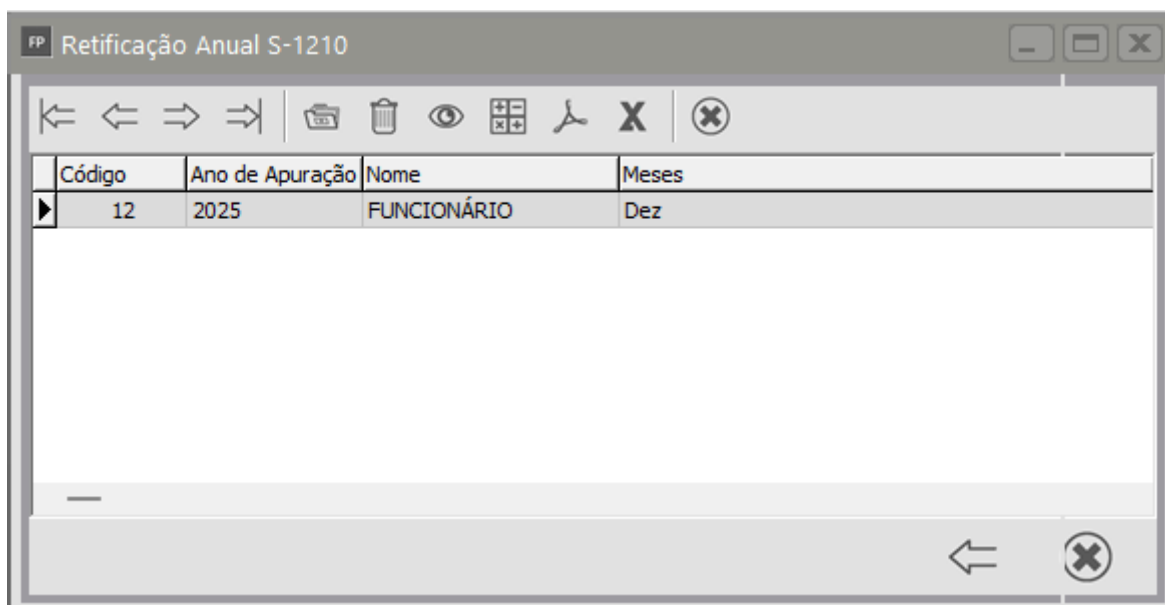 FP Retificação Anual S-1210
Código Ano de Apuração Nome Meses
12 2025 FUNCIONÁRIO Dez